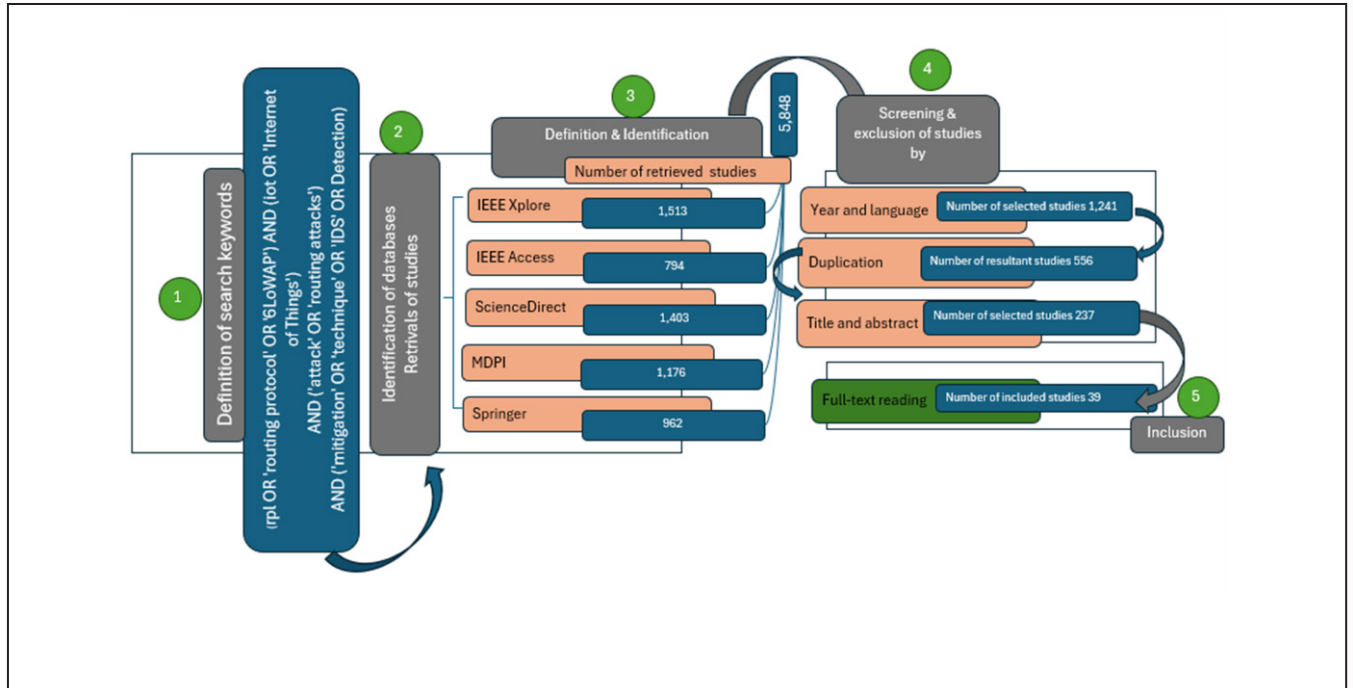 1
Definition of search keywords
(rpl OR 'routing protocol' OR '6LoWAP') AND (iot OR 'Internet
of Things')
AND ('attack' OR 'routing attacks')
AND ('mitigation' OR 'technique' OR 'IDS' OR Detection)
2
Identification of databases
Retrivals of studies
3
Definition & Identification
Number of retrieved studies
5,848
IEEE Xplore
1,513
IEEE Access
794
ScienceDirect
1,403
MDPI
1,176
Springer
962
4
Screening &
exclusion of studies
by
Year and language
Number of selected studies 1,241
Duplication
Number of resultant studies 556
Title and abstract
Number of selected studies 237
Full-text reading
Number of included studies 39
5
Inclusion